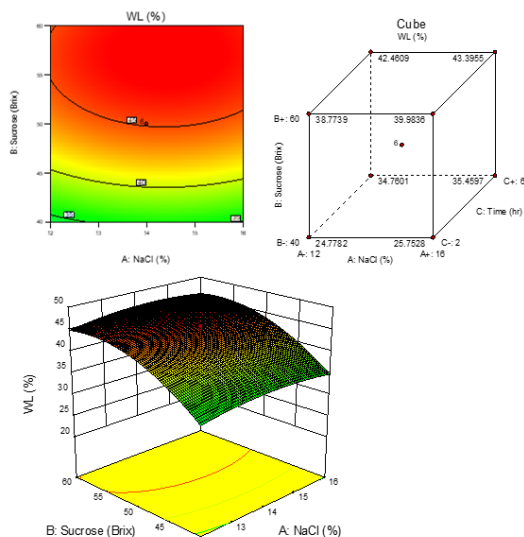 WL (%)
60
55
50
45
40
12
13
14
15
16
B: Sucrose (Brix)
A: NaCl (%)
6
Cube
WL (%)
42.4609
43.3955
B+: 60
38.7739
39.9836
6
B: Sucrose (Brix)
34.7601
35.4597
C+: 6
C: Time (hr)
B-: 40
24.7782
25.7528
C-: 2
A-: 12
A+: 16
A: NaCl (%)
50
45
40
35
30
25
20
WL (%)
60
55
50
45
B: Sucrose (Brix)
16
15
14
13
A: NaCl (%)